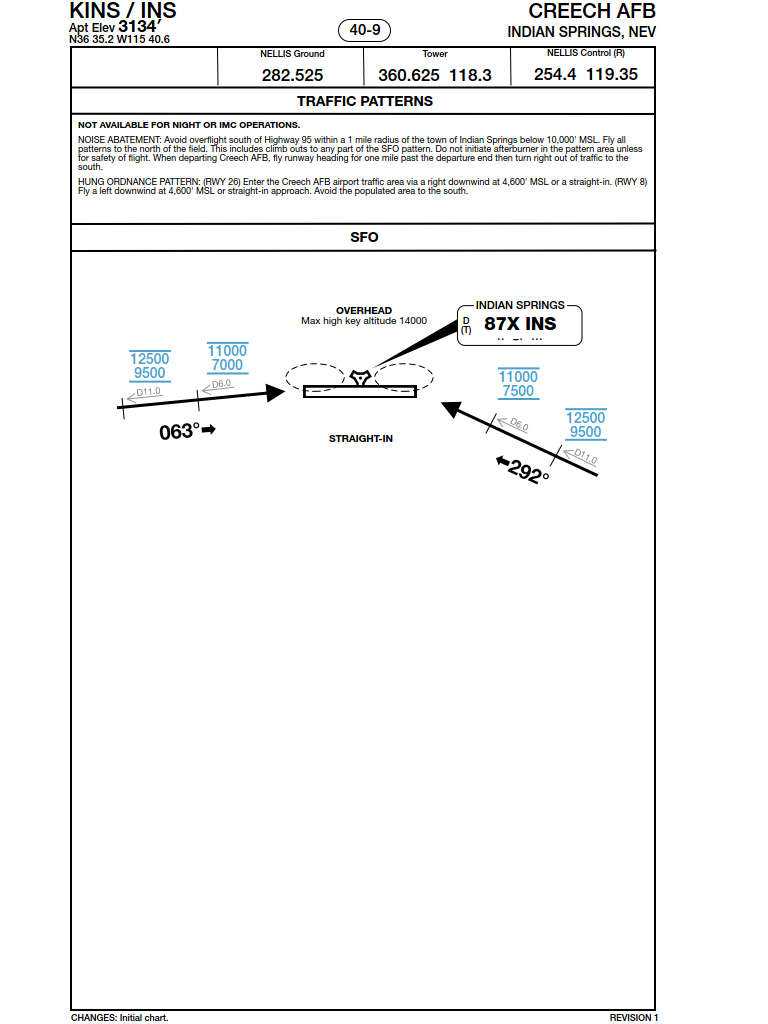 KINS / INS
Apt Elev 3134'
N36 35.2 W115 40.6
40-9
CREECH AFB
INDIAN SPRINGS, NEV
NELLIS Ground
282.525
Tower
360.625 118.3
NELLIS Control (R)
254.4 119.35
TRAFFIC PATTERNS
NOT AVAILABLE FOR NIGHT OR IMC OPERATIONS.
NOISE ABATEMENT: Avoid overflight south of Highway 95 within a 1 mile radius of the town of Indian Springs below 10,000' MSL. Fly all
patterns to the north of the field. This includes climb outs to any part of the SFO pattern. Do not initiate afterburner in the pattern area unless
for safety of flight. When departing Creech AFB, fly runway heading for one mile past the departure end then turn right out of traffic to the
south.
HUNG ORDNANCE PATTERN: (RWY 26) Enter the Creech AFB airport traffic area via a right downwind at 4,600' MSL or a straight-in. (RWY 8)
Fly a left downwind at 4,600' MSL or straight-in approach. Avoid the populated area to the south.
SFO
INDIAN SPRINGS
D
(T)
87X INS
OVERHEAD
Max high key altitude 14000
12500
9500
11000
7000
D11.0
D6.0
063°
STRAIGHT-IN
11000
7500
12500
9500
D6.0
D11.0
292°
CHANGES: Initial chart.
REVISION 1